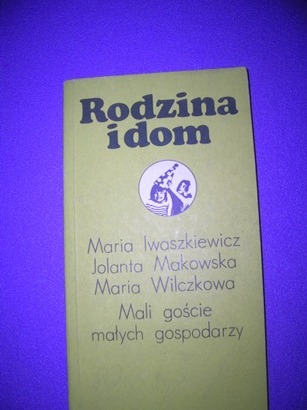 Rodzina
i dom
Maria Iwaszkiewicz
Jolanta Makowska
Maria Wilczkowa
Mali goście
małych gospodarzy